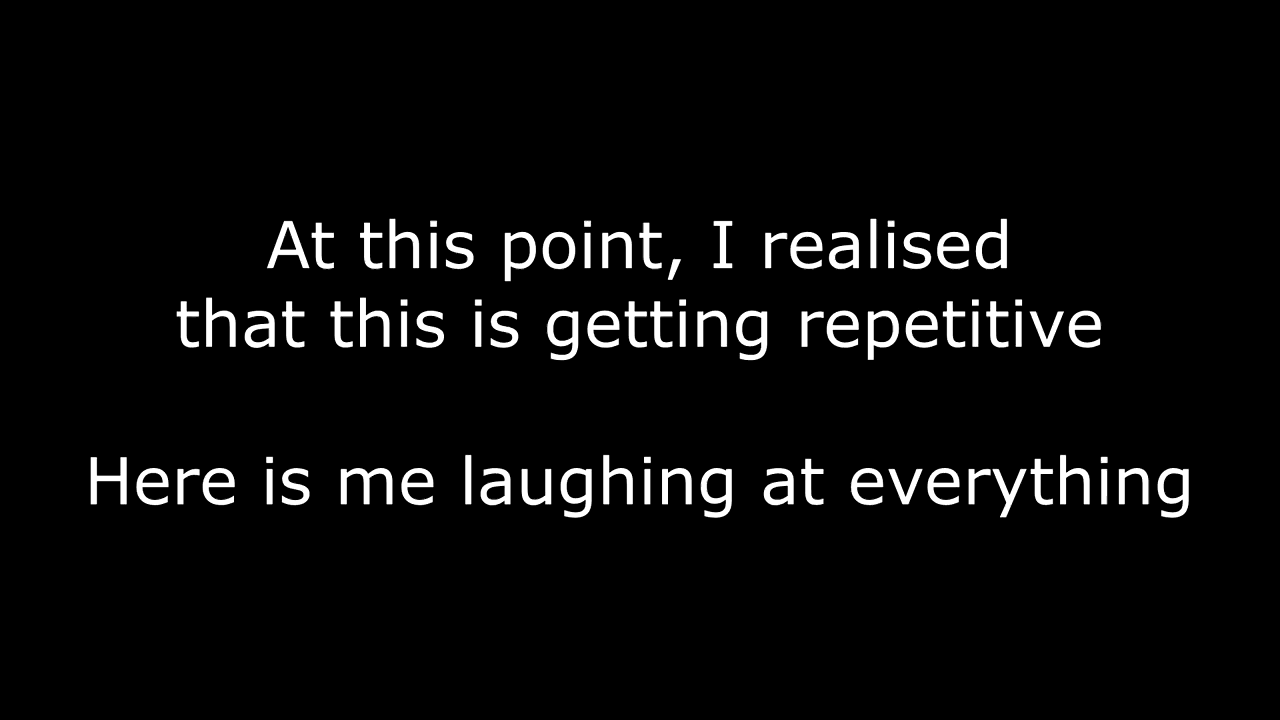 At this point, I realised
that this is getting repetitive
Here is me laughing at everything